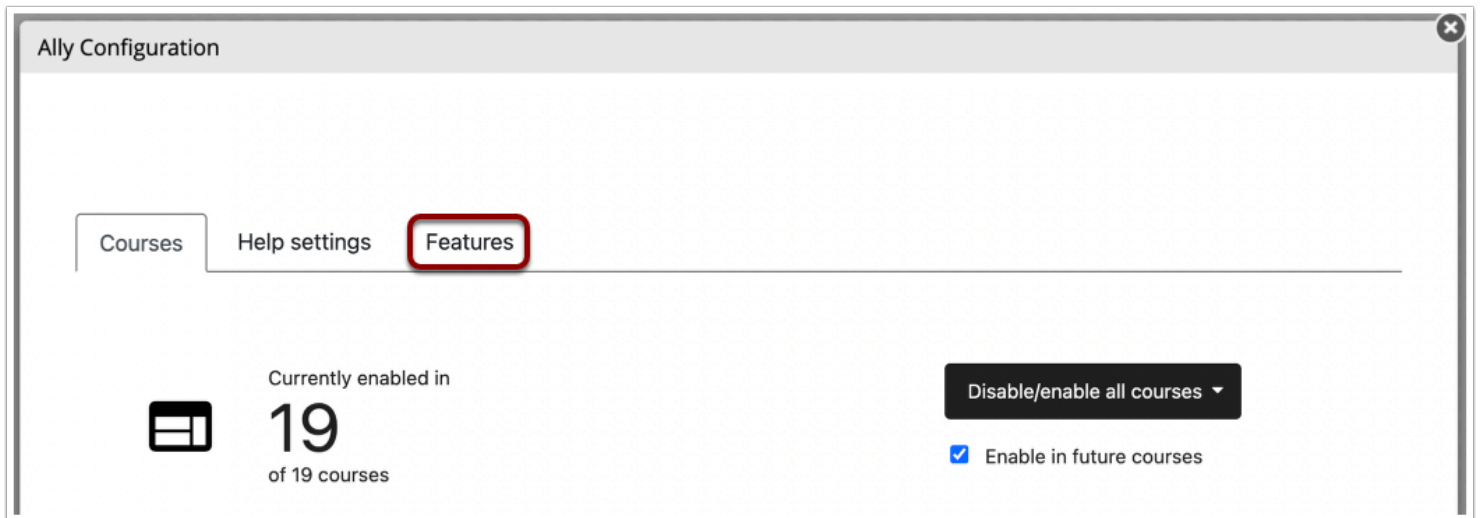 Ally Configuration
Courses Help settings Features
Currently enabled in
19
of 19 courses
Disable/enable all courses
Enable in future courses